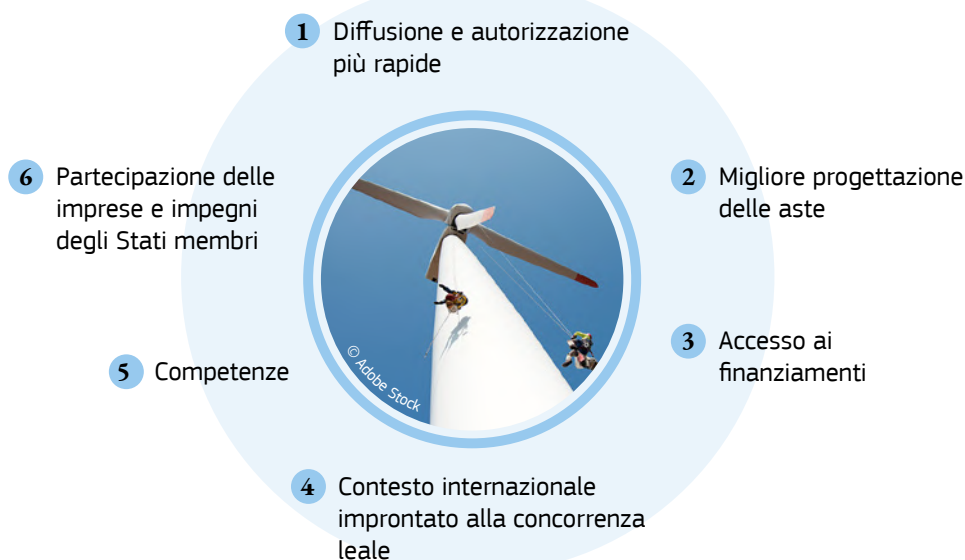 1 Diffusione e autorizzazione
più rapide
2 Migliore progettazione
delle aste
3 Accesso ai
finanziamenti
4 Contesto internazionale
improntato alla concorrenza
leale
5 Competenze
6 Partecipazione delle
imprese e impegni
degli Stati membri
© Adobe Stock